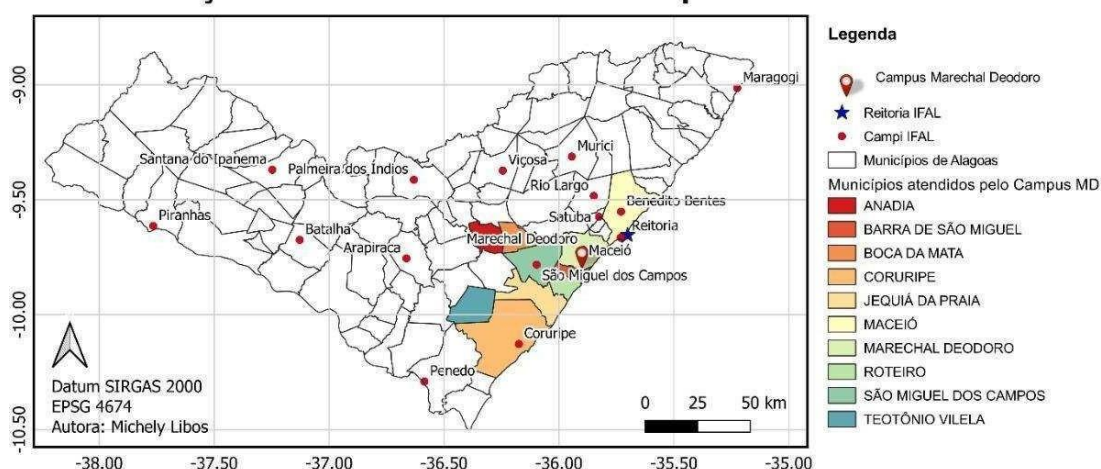 Legenda
Campus Marechal Deodoro
Reitoria IFAL
Campi IFAL
Municípios de Alagoas
Municípios atendidos pelo Campus MD
ANADIA
BARRA DE SÃO MIGUEL
BOCA DA MATA
CORURIPE
JEQUIÁ DA PRAIA
MACEIÓ
MARECHAL DEODORO
ROTEIRO
SÃO MIGUEL DOS CAMPOS
TEOTÔNIO VILELA
-9.00
-9.50
-10.00
-10.50
Maragogi
Murici
Viçosa
Santana do Ipanema
Palmeira dos Índios
Rio Largo
Benedito Bentes
Satuba
Reitoria
Piranhas
Batalha
Marechal Deodoro
Maceió
Arapiraca
São Miguel dos Campos
Coruripe
Penedo
Datum SIRGAS 2000
EPSG 4674
Autora: Michely Libos
0 25 50 km
-38.00 -37.50 -37.00 -36.50 -36.00 -35.50 -35.00